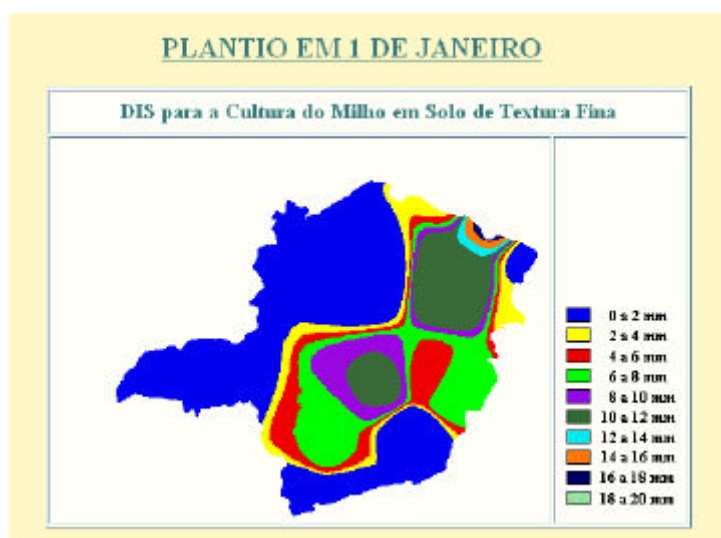 PLANTIO EM 1 DE JANEIRO
DIS para a Cultura do Milho em Solo de Textura Fina
0 a 2 mm
2 a 4 mm
4 a 6 mm
6 a 8 mm
8 a 10 mm
10 a 12 mm
12 a 14 mm
14 a 16 mm
16 a 18 mm
18 a 20 mm